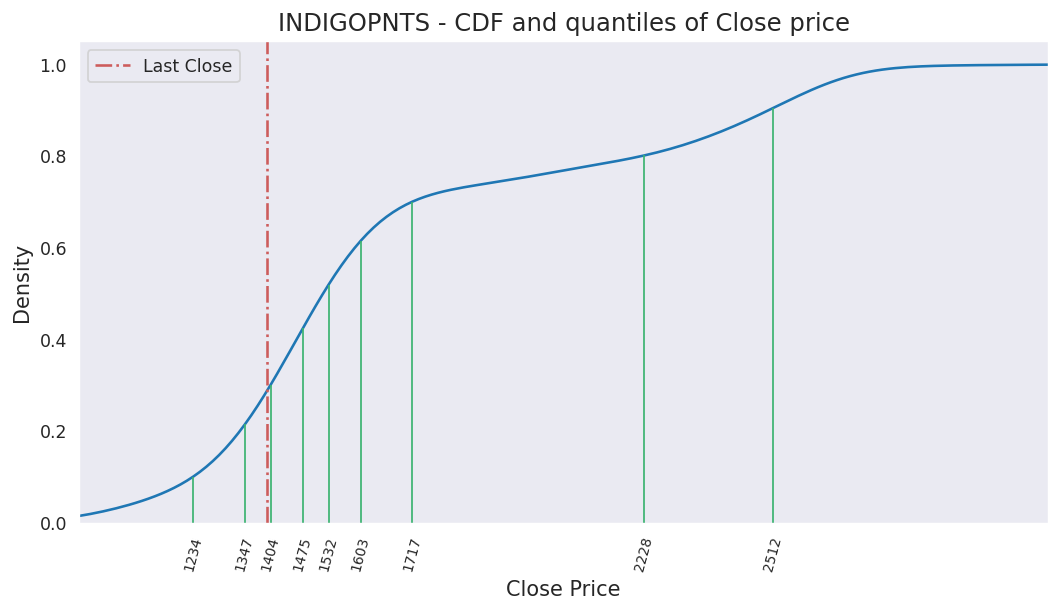 INDIGOPNTS - CDF and quantiles of Close price
Last Close
Density
1.0
0.8
0.6
0.4
0.2
0.0
1234 1347 1404 1475 1532 1603 1717 2228 2512
Close Price